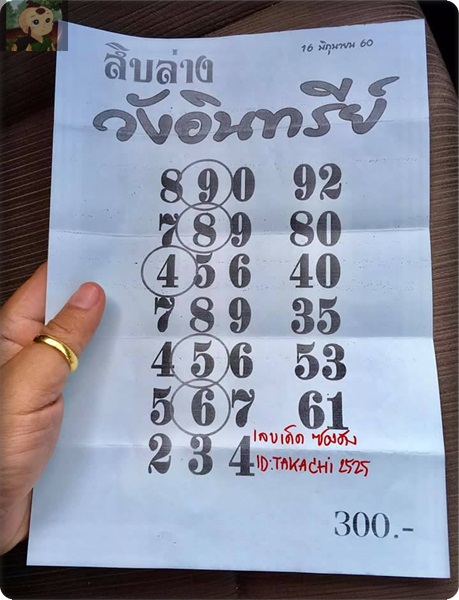 16 มิถุนายน 60
สิบล่าง
วังอินทรีย์
8 9 0 92
7 8 9 80
4 5 6 40
7 8 9 35
4 5 6 53
5 6 7 61
เลขเด็ด ซองดัง
2 3 4
ID:TAKACHi 2525
300.-